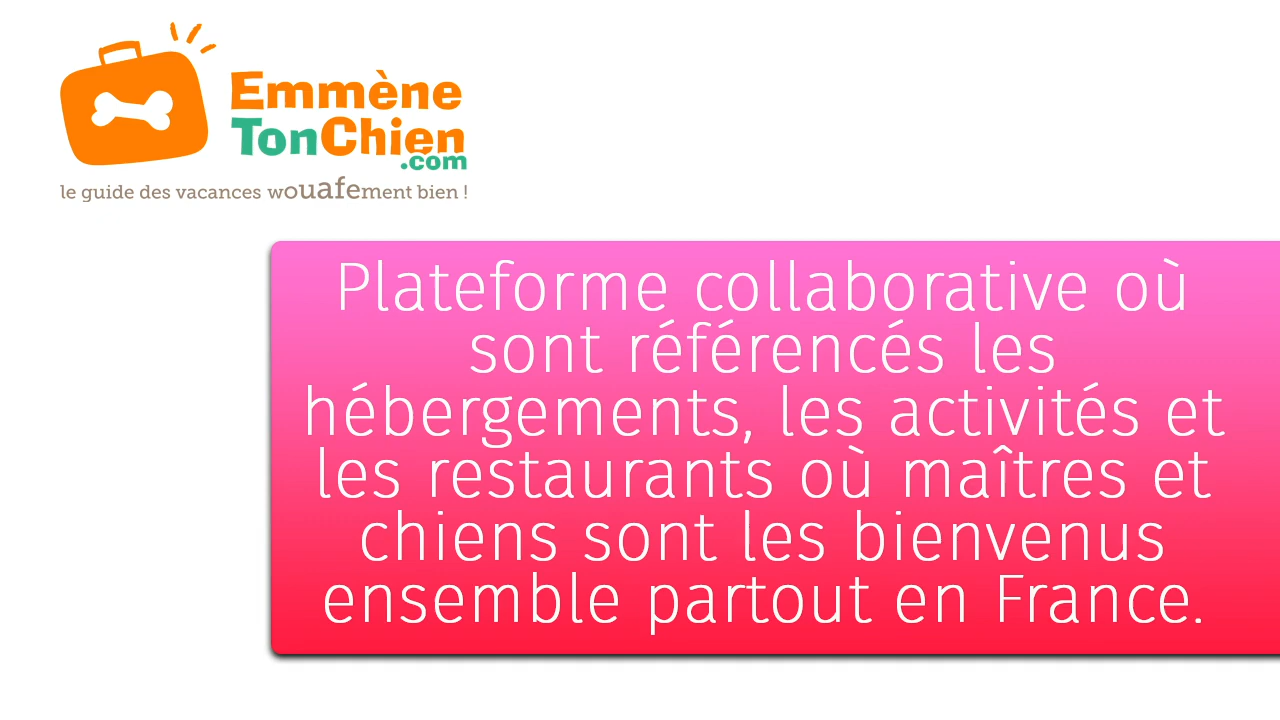 Emmène
TonChien
.com
le guide des vacances wouafement bien !
Plateforme collaborative où
sont référencés les
hébergements, les activités et
les restaurants où maîtres et
chiens sont les bienvenus
ensemble partout en France.